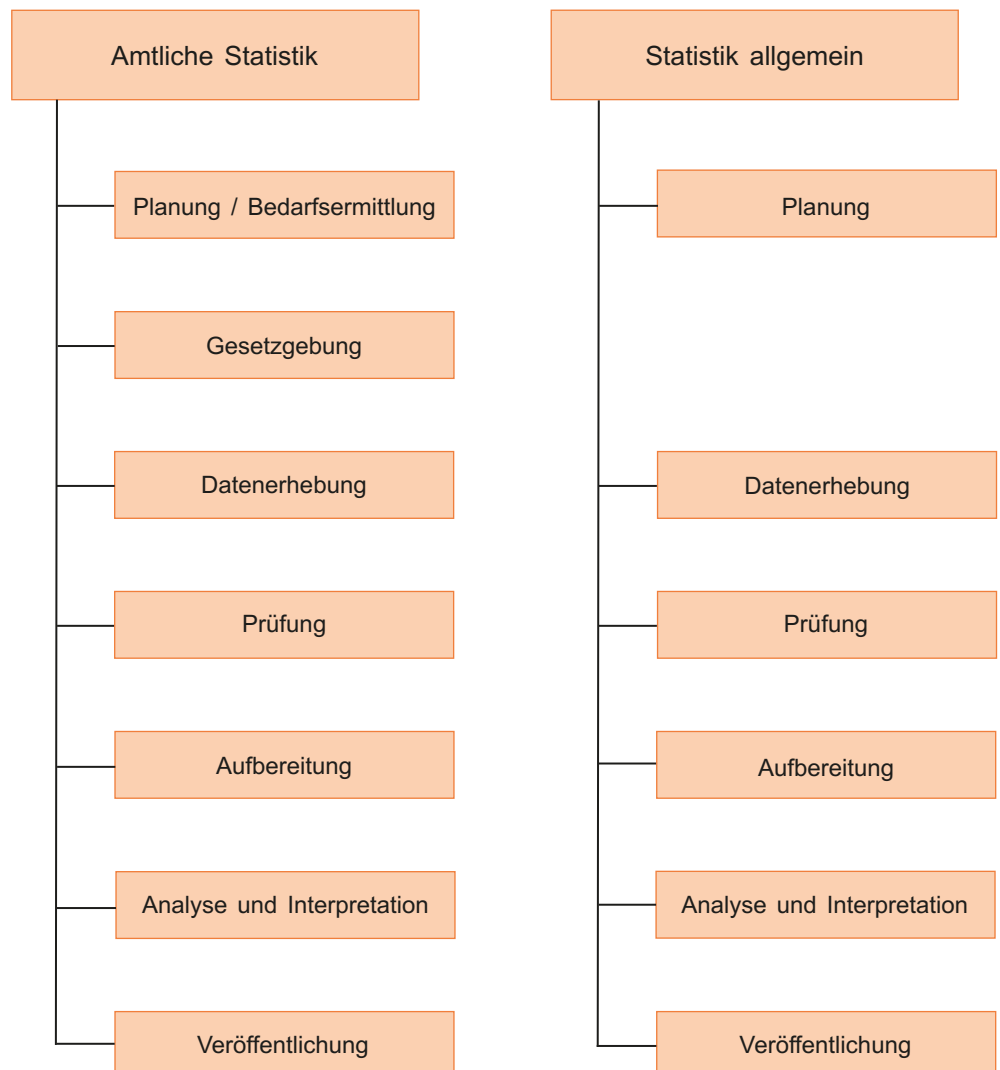 Amtliche Statistik
Planung / Bedarfsermittlung
Gesetzgebung
Datenerhebung
Prüfung
Aufbereitung
Analyse und Interpretation
Veröffentlichung
Statistik allgemein
Planung
Datenerhebung
Prüfung
Aufbereitung
Analyse und Interpretation
Veröffentlichung